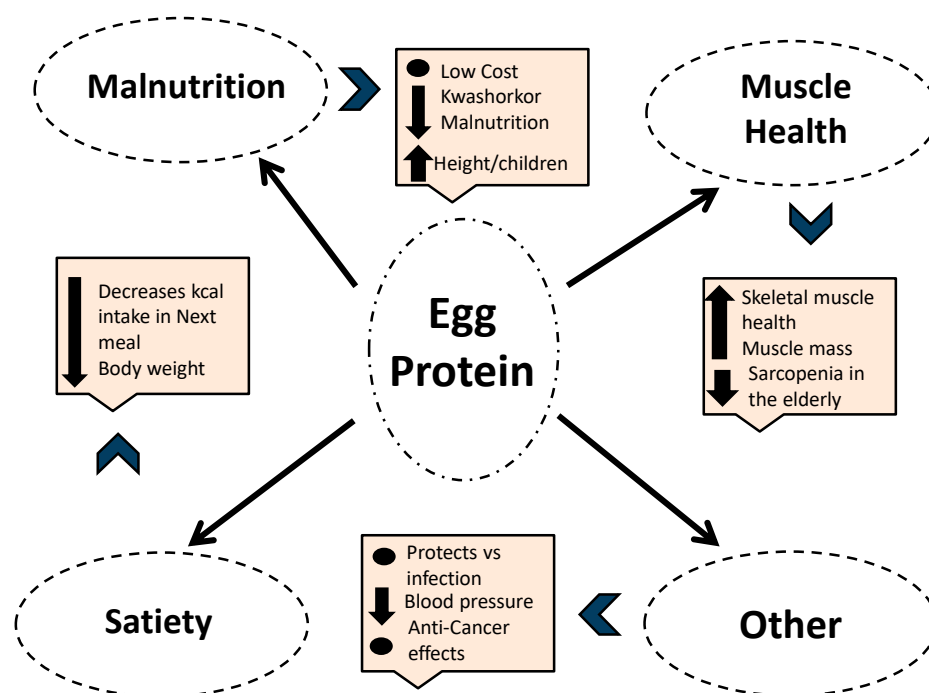 Malnutrition
Low Cost
Kwashorkor
Malnutrition
Height/children
Muscle
Health
Skeletal muscle
health
Muscle mass
Sarcopenia in
the elderly
Egg
Protein
Decreases kcal
intake in Next
meal
Body weight
Satiety
Protects vs
infection
Blood pressure
Anti-Cancer
effects
Other